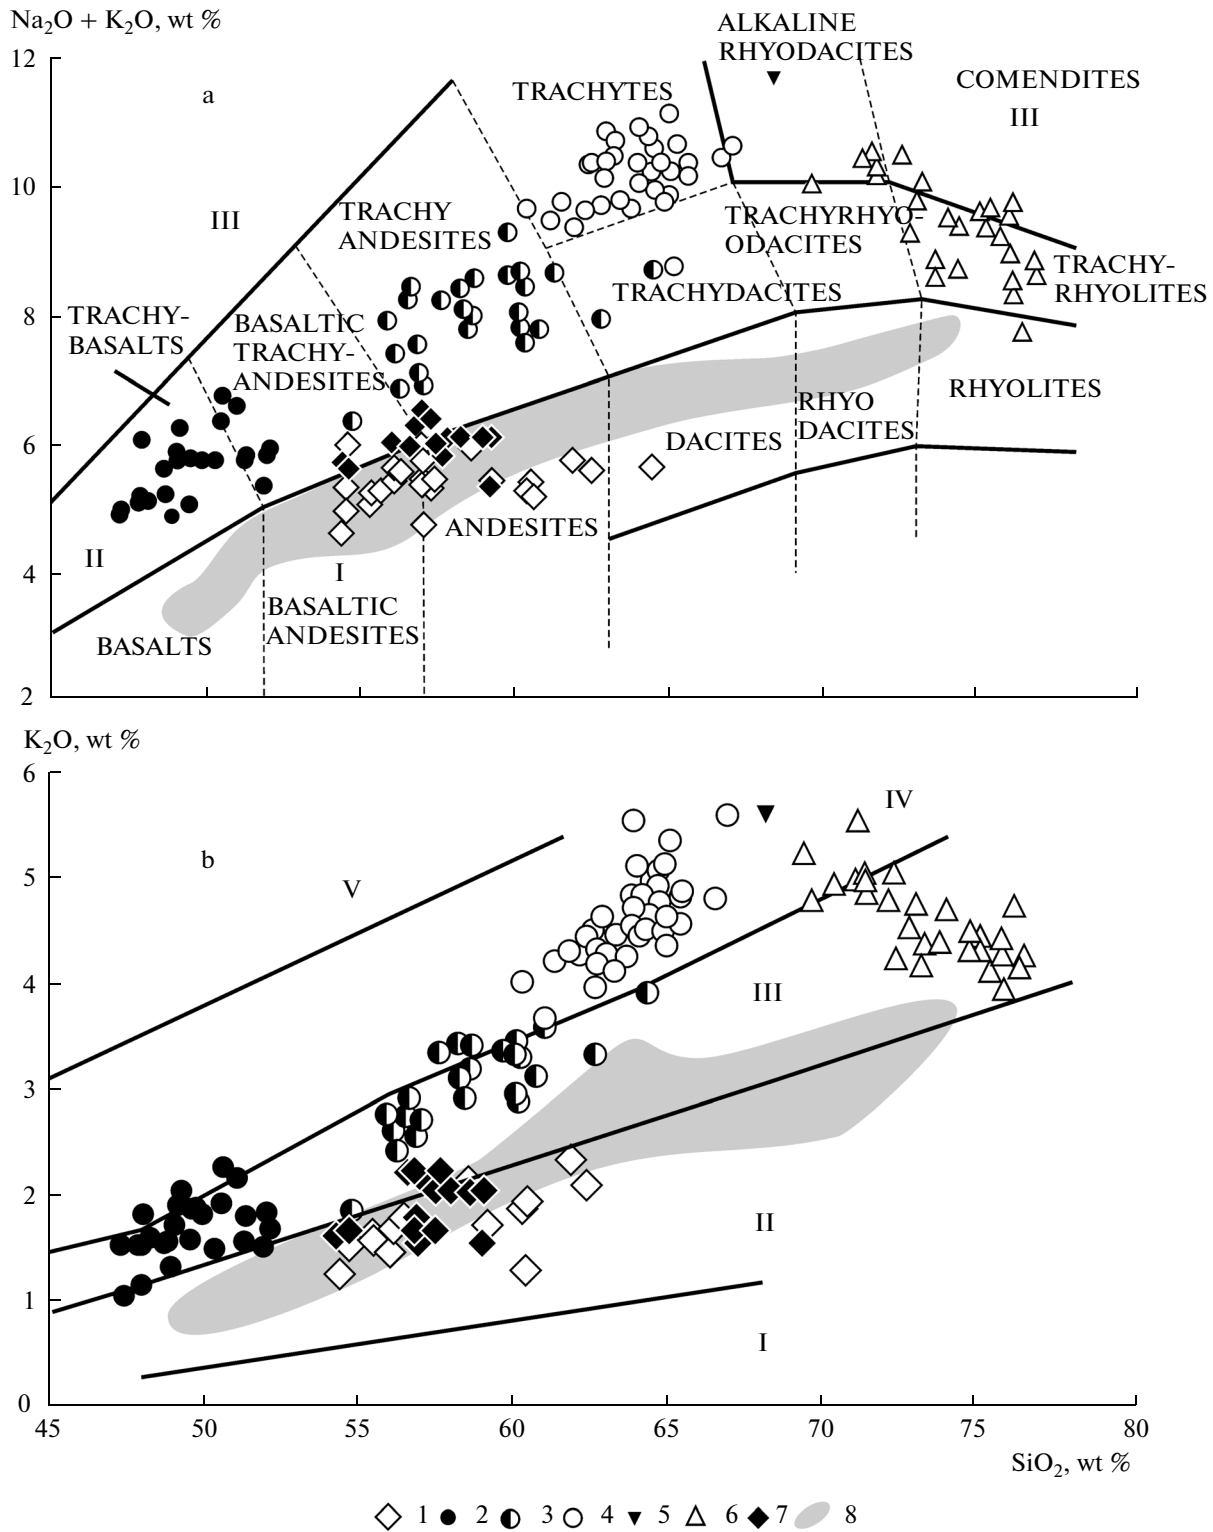 Na2O + K2O, wt %
ALKALINE
RHYODACITES
12
a
TRACHYTES
COMENDITES
III
10
III
TRACHY
ANDESITES
TRACHYRHYO-
ODACITES
TRACHY-
RHYOLITES
TRACHYDACITES
8
TRACHY-
BASALTS
BASALTIC
TRACHY-
ANDESITES
RHYOLITES
RHYO
DACITES
6
DACITES
ANDESITES
II
4
I
BASALTIC
ANDESITES
BASALTS
2
K2O, wt %
6
IV
b
V
5
4
III
3
2
II
1
I
0
45 50 55 60 65 70 75 80
SiO2, wt %
1 2 3 4 5 6 7 8